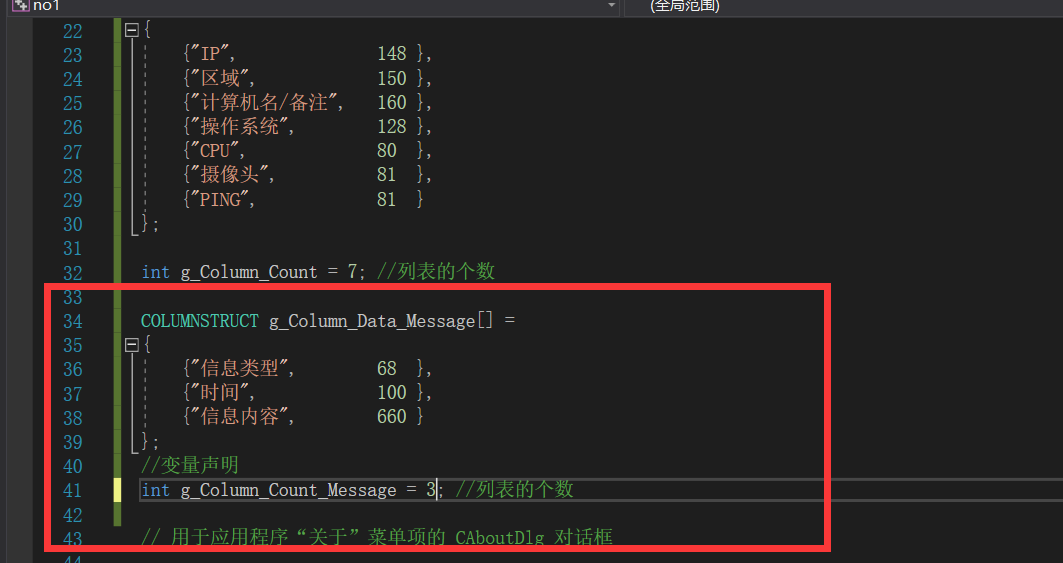 no1 (全局范围)
22 {
23 {"IP", 148 },
24 {"区域", 150 },
25 {"计算机名/备注", 160 },
26 {"操作系统", 128 },
27 {"CPU", 80 },
28 {"摄像头", 81 },
29 {"PING", 81 }
30 };
31
32 int g_Column_Count = 7; //列表的个数
33
34 COLUMNSTRUCT g_Column_Data_Message[] =
35 {
36 {"信息类型", 68 },
37 {"时间", 100 },
38 {"信息内容", 660 }
39 };
40 //变量声明
41 int g_Column_Count_Message = 3; //列表的个数
42
43 // 用于应用程序“关于”菜单项的 CAboutDlg 对话框
44